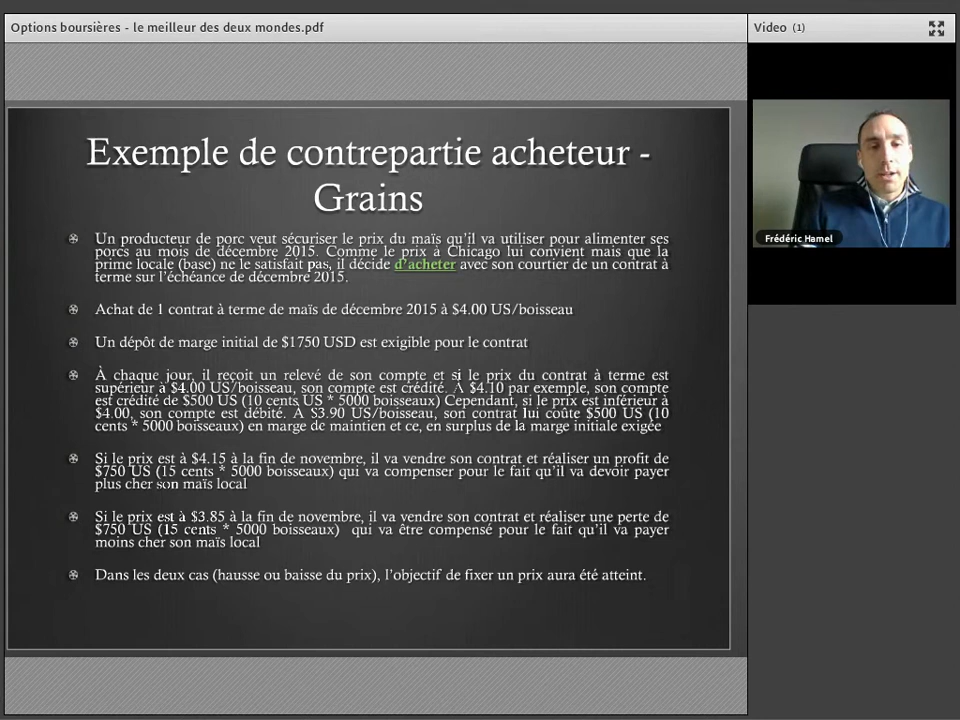 Options boursières - le meilleur des deux mondes.pdf
Video (1)
Exemple de contrepartie acheteur -
Grains
Un producteur de porc veut sécuriser le prix du maïs qu’il va utiliser pour alimenter ses
porcs au mois de décembre 2015. Comme le prix à Chicago lui convient mais que la
prime locale (base) ne le satisfait pas, il décide d’acheter avec son courtier de un contrat à
terme sur l’échéance de décembre 2015.
Achat de 1 contrat à terme de maïs de décembre 2015 à $4.00 US/boisseau
Un dépôt de marge initial de $1750 USD est exigible pour le contrat
À chaque jour, il reçoit un relevé de son compte et si le prix du contrat à terme est
supérieur à $4.00 US/boisseau, son compte est crédité. À $4.10 par exemple, son compte
est crédité de $500 US (10 cents US * 5000 boisseaux) Cependant, si le prix est inférieur à
$4.00, son compte est débité. À $3.90 US/boisseau, son contrat lui coûte $500 US (10
cents * 5000 boisseaux) en marge de maintien et ce, en surplus de la marge initiale exigée
Si le prix est à $4.15 à la fin de novembre, il va vendre son contrat et réaliser un profit de
$750 US (15 cents * 5000 boisseaux) qui va compenser pour le fait qu’il va devoir payer
plus cher son maïs local
Si le prix est à $3.85 à la fin de novembre, il va vendre son contrat et réaliser une perte de
$750 US (15 cents * 5000 boisseaux) qui va être compensé pour le fait qu’il va payer
moins cher son maïs local
Dans les deux cas (hausse ou baisse du prix), l’objectif de fixer un prix aura été atteint.
Frédéric Hamel